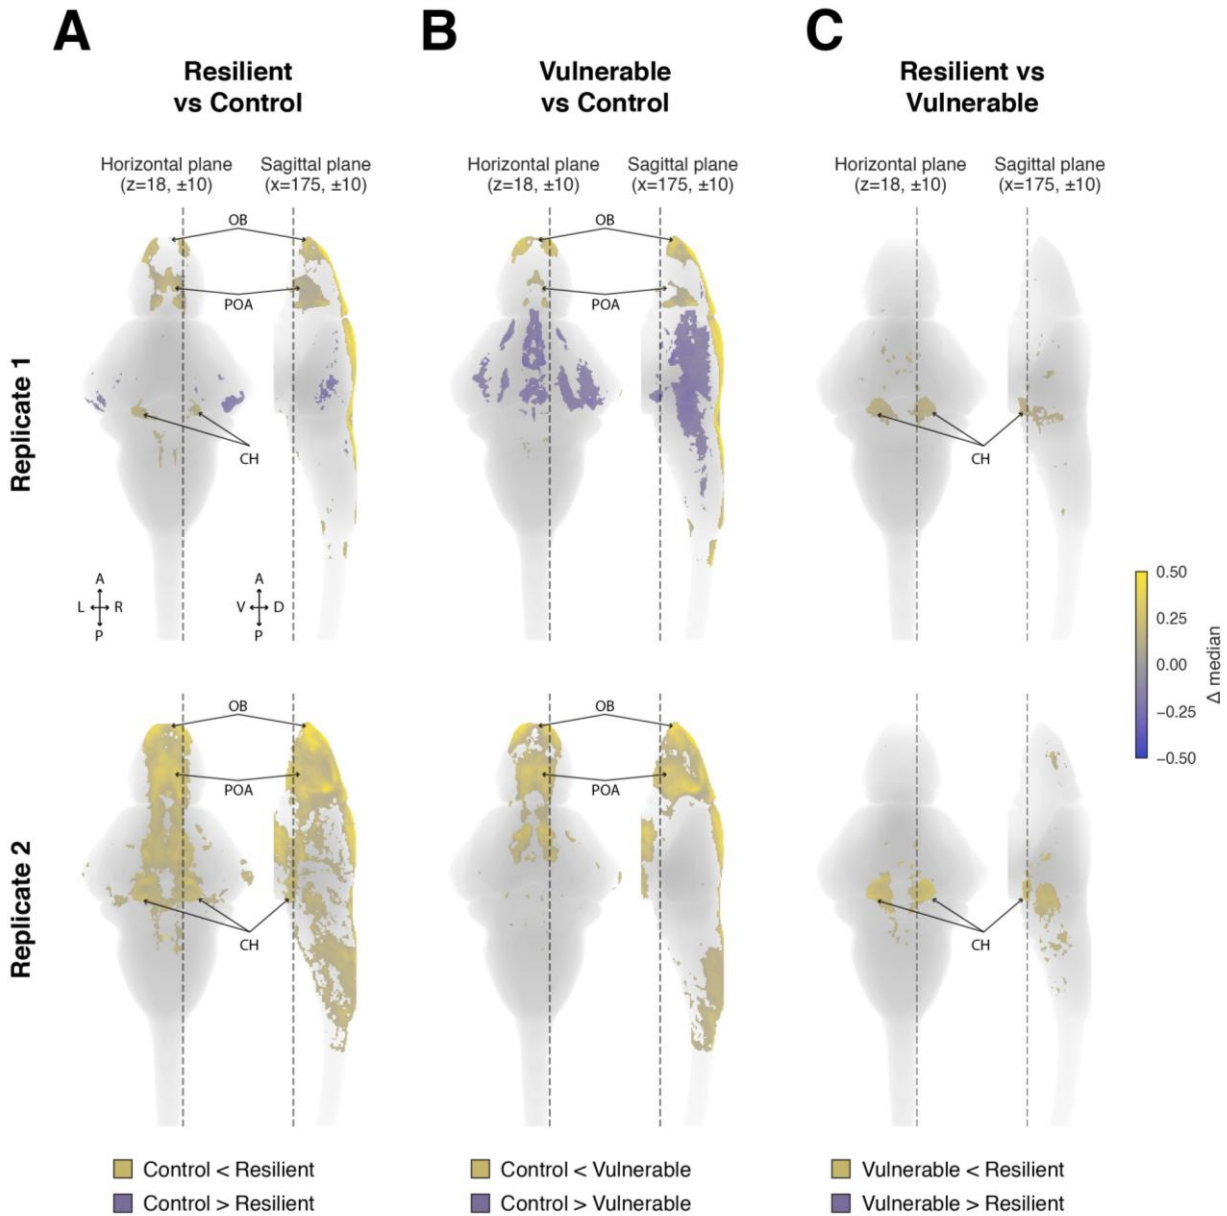 A
B
C
Resilient
vs Control
Vulnerable
vs Control
Resilient vs
Vulnerable
Horizontal plane
(z=18, ±10)
Sagittal plane
(x=175, ±10)
Horizontal plane
(z=18, ±10)
Sagittal plane
(x=175, ±10)
Horizontal plane
(z=18, ±10)
Sagittal plane
(x=175, ±10)
Replicate 1
OB
POA
CH
OB
POA
CH
A
L R
P
A
V D
P
0.50
0.25
0.00
−0.25
−0.50
Δ median
Replicate 2
OB
POA
CH
OB
POA
CH
Control < Resilient
Control > Resilient
Control < Vulnerable
Control > Vulnerable
Vulnerable < Resilient
Vulnerable > Resilient